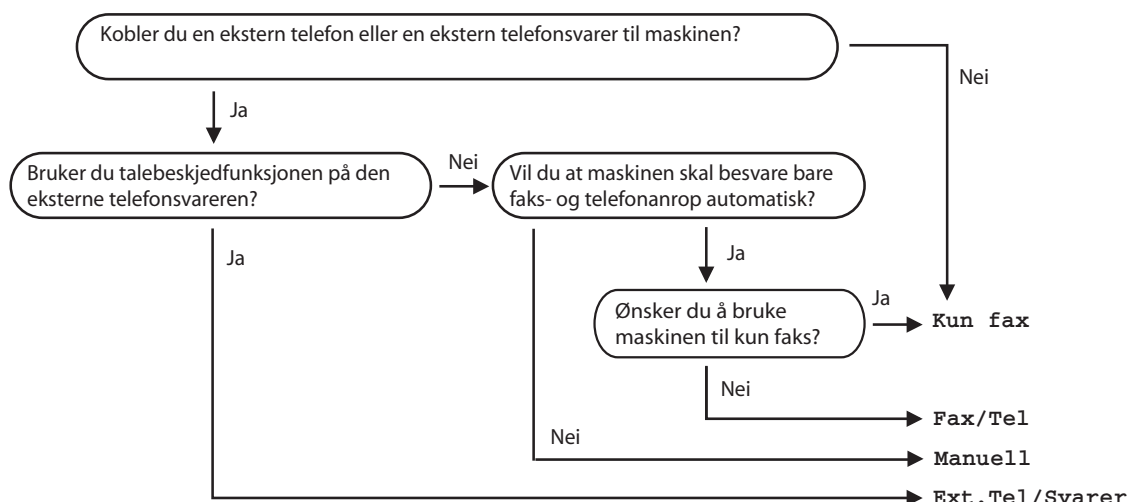 Kobler du en ekstern telefon eller en ekstern telefonsvarer til maskinen?
Nei
Ja
Bruker du talebeskjedfunksjonen på den
eksterne telefonsvareren?
Nei
Vil du at maskinen skal besvare bare
faks- og telefonanrop automatisk?
Ja
Ja
Ønsker du å bruke
maskinen til kun faks?
Ja
Kun fax
Nei
Fax/Tel
Nei
Manuell
Ext.Tel/Svarer